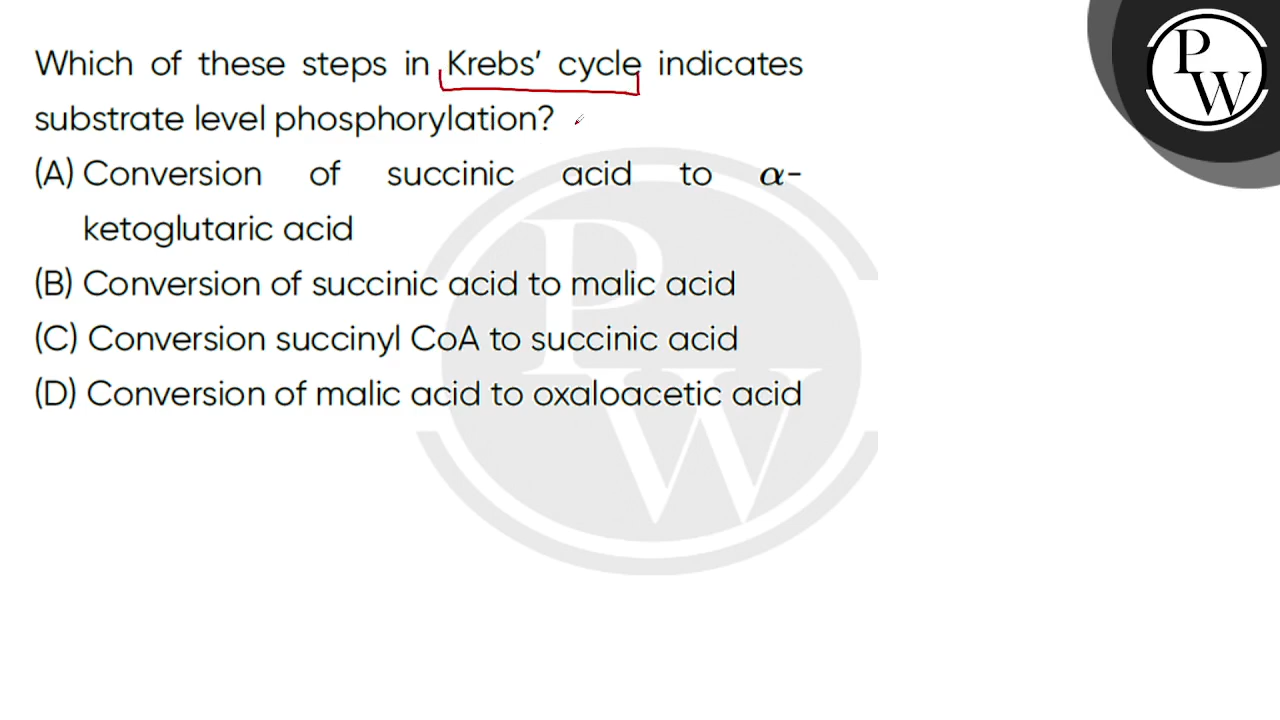 Which of these steps in Krebs’ cycle indicates
substrate level phosphorylation?
(A) Conversion of succinic acid to α-
ketoglutaric acid
(B) Conversion of succinic acid to malic acid
(C) Conversion succinyl CoA to succinic acid
(D) Conversion of malic acid to oxaloacetic acid
P
W
P
W